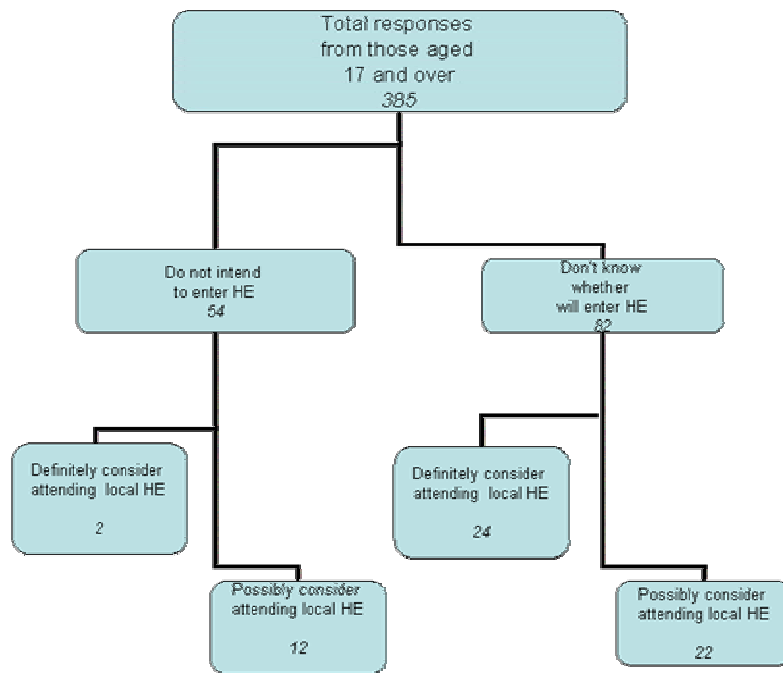 Total responses
from those aged
17 and over
385
Do not intend
to enter HE
54
Don't know
whether
will enter HE
82
Definitely consider
attending local HE
2
Possibly consider
attending local HE
12
Definitely consider
attending local HE
24
Possibly consider
attending local HE
22